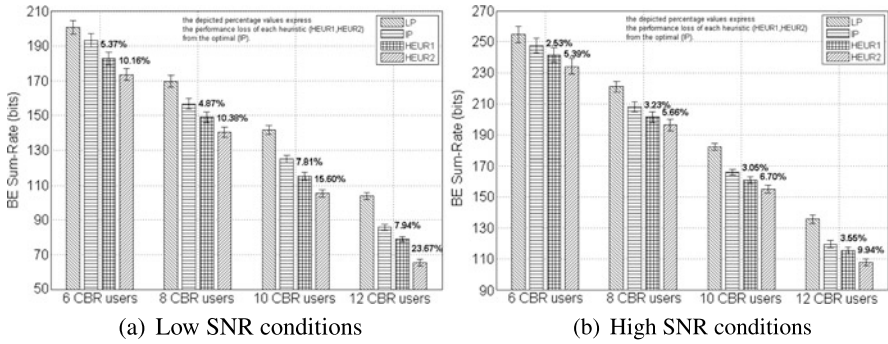 the depicted percentage values express
the performance loss of each heuristic (HEUR1,HEUR2)
from the optimal (IP).
LP
IP
HEUR1
HEUR2
BE Sum-Rate (bits)
210
190
170
150
130
110
90
70
50
5.37%
10.16%
4.87%
10.38%
7.81%
15.60%
7.94%
23.67%
6 CBR users
8 CBR users
10 CBR users
12 CBR users
(a) Low SNR conditions
the depicted percentage values express
the performance loss of each heuristic (HEUR1,HEUR2)
from the optimal (IP).
LP
IP
HEUR1
HEUR2
BE Sum-Rate (bits)
270
250
230
210
190
170
150
130
110
90
2.53%
5.39%
3.23%
5.66%
3.05%
6.70%
3.55%
9.94%
6 CBR users
8 CBR users
10 CBR users
12 CBR users
(b) High SNR conditions